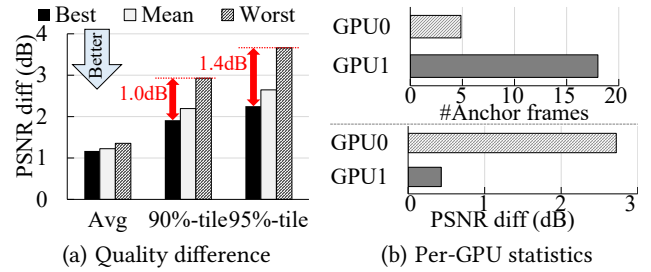 Best Mean Worst
PSNR diff (dB)
4
3
2
1
0
Better
1.0dB
1.4dB
Avg 90%-tile 95%-tile
(a) Quality difference
GPU0
GPU1
0 5 10 15 20
#Anchor frames
GPU0
GPU1
0 1 2 3
PSNR diff (dB)
(b) Per-GPU statistics